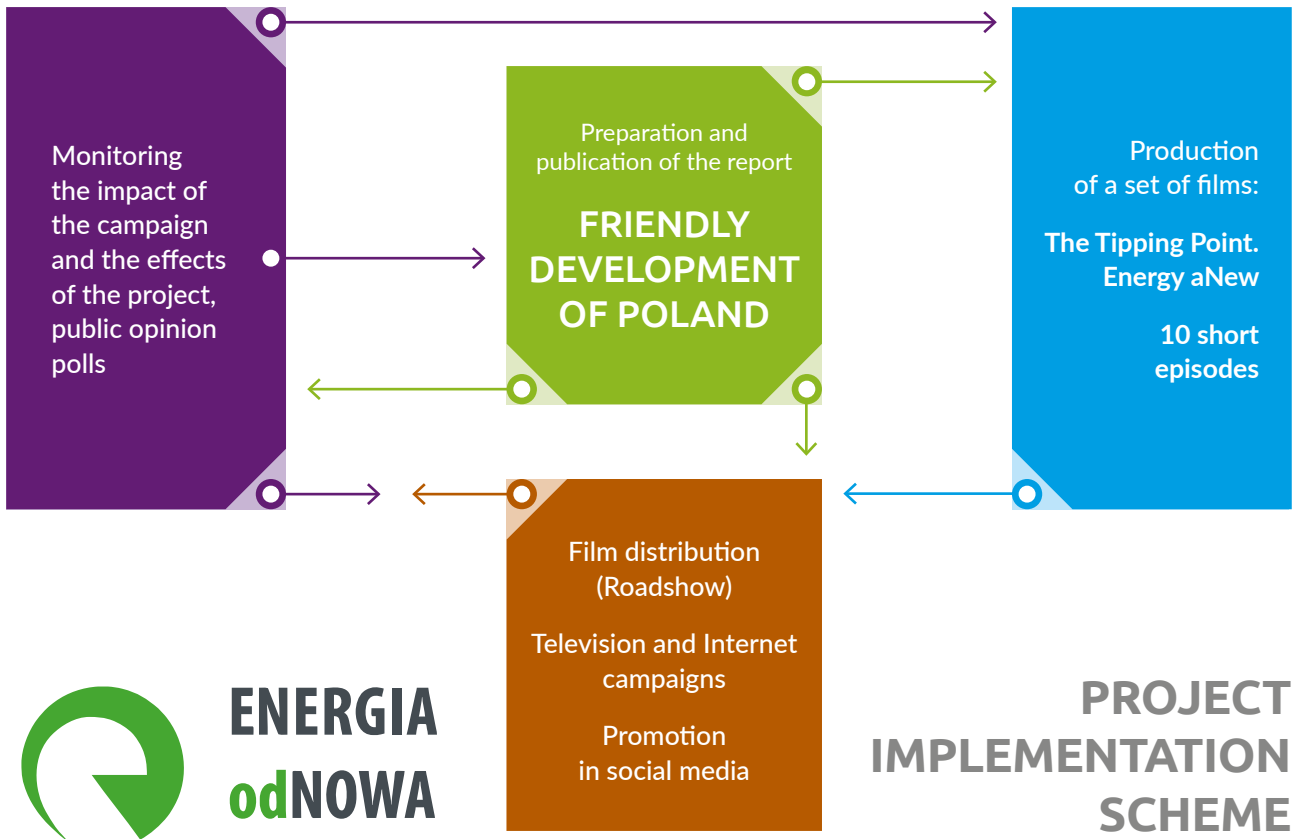 Monitoring
the impact of
the campaign
and the effects
of the project,
public opinion
polls
Preparation and
publication of the report
FRIENDLY
DEVELOPMENT
OF POLAND
Production
of a set of films:
The Tipping Point.
Energy aNew
10 short
episodes
Film distribution
(Roadshow)
Television and Internet
campaigns
Promotion
in social media
ENERGIA
odNOWA
PROJECT
IMPLEMENTATION
SCHEME